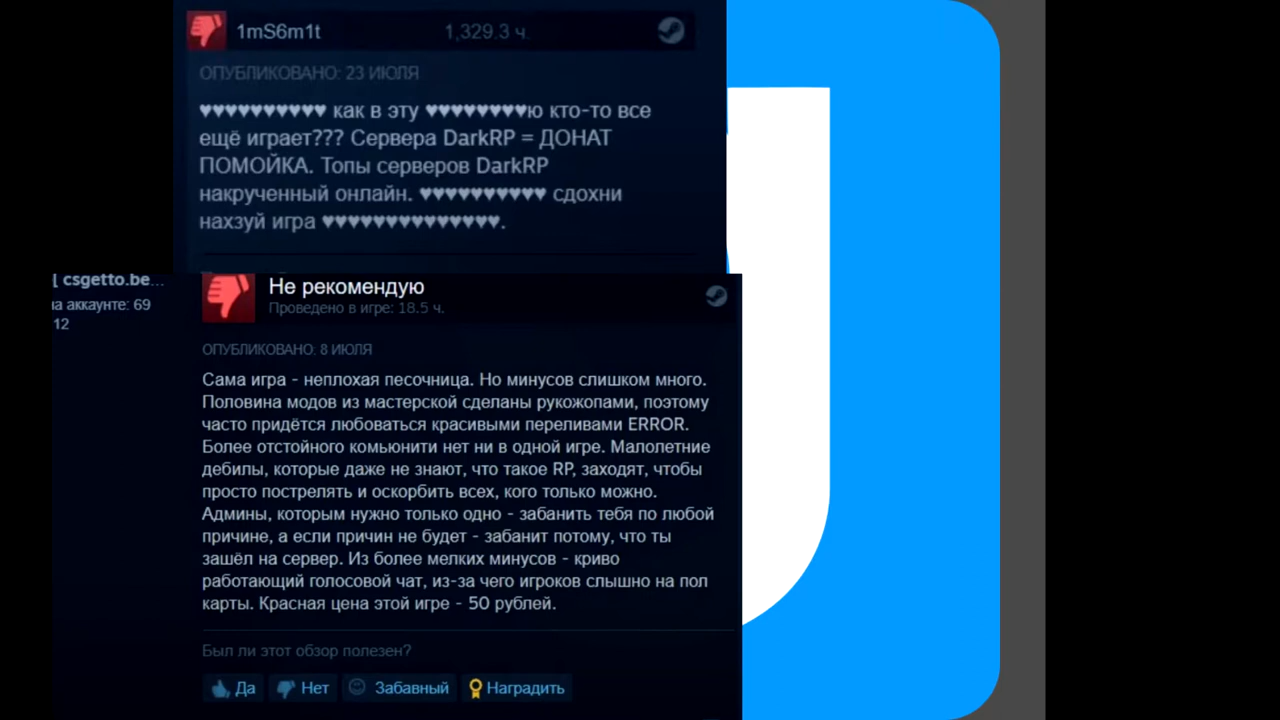 1mS6m1t 1,329.3 ч.
ОПУБЛИКОВАНО: 23 ИЮЛЯ
♥♥♥♥♥♥♥♥♥♥ как в эту ♥♥♥♥♥♥♥♥ю кто-то все
ещё играет??? Сервера DarkRP = ДОНАТ
ПОМОЙКА. Топы серверов DarkRP
накрученный онлайн. ♥♥♥♥♥♥♥♥♥♥ сдохни
нахзуй игра ♥♥♥♥♥♥♥♥♥♥♥♥♥♥.
[ csgetto.be...
а аккаунте: 69
12
Не рекомендую
Проведено в игре: 18.5 ч.
ОПУБЛИКОВАНО: 8 ИЮЛЯ
Сама игра - неплохая песочница. Но минусов слишком много.
Половина модов из мастерской сделаны рукожопами, поэтому
часто придётся любоваться красивыми переливами ERROR.
Более отстойного комьюнити нет ни в одной игре. Малолетние
дебилы, которые даже не знают, что такое RP, заходят, чтобы
просто пострелять и оскорбить всех, кого только можно.
Админы, которым нужно только одно - забанить тебя по любой
причине, а если причин не будет - забанит потому, что ты
зашёл на сервер. Из более мелких минусов - криво
работающий голосовой чат, из-за чего игроков слышно на пол
карты. Красная цена этой игре - 50 рублей.
Был ли этот обзор полезен?
Да Нет Забавный Наградить